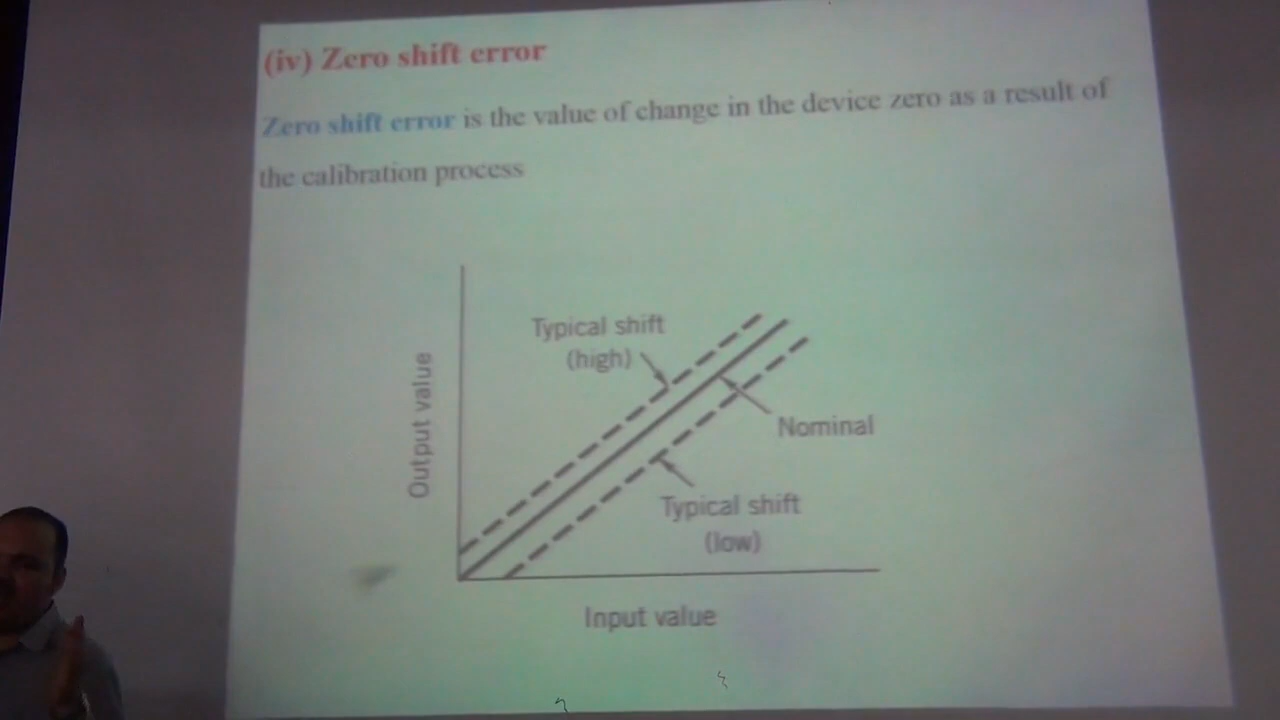 (iv) Zero shift error
Zero shift error is the value of change in the device zero as a result of
the calibration process
Typical shift
(high)
Output value
Nominal
Typical shift
(low)
Input value